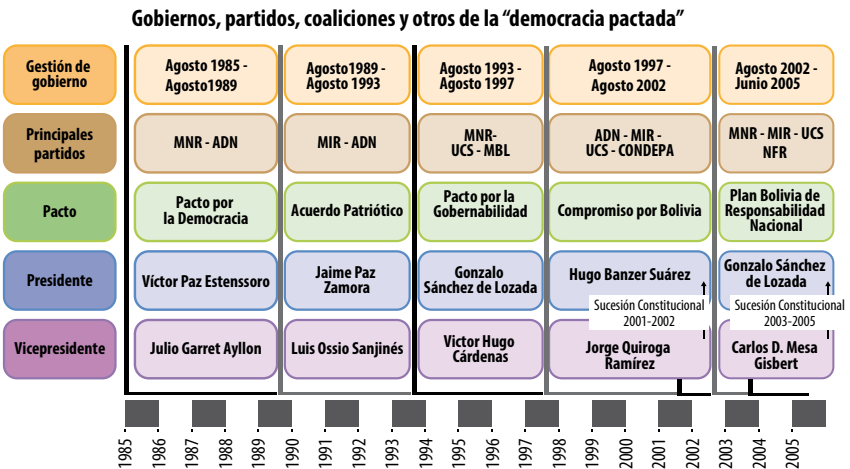 Gobiernos, partidos, coaliciones y otros de la “democracia pactada”
Gestión de
gobierno
Agosto 1985 -
Agosto1989
Agosto1989 -
Agosto 1993
Agosto 1993 -
Agosto 1997
Agosto 1997 -
Agosto 2002
Agosto 2002 -
Junio 2005
Principales
partidos
MNR - ADN
MIR - ADN
MNR-
UCS - MBL
ADN - MIR -
UCS - CONDEPA
MNR - MIR - UCS
NFR
Pacto
Pacto por
la Democracia
Acuerdo Patriótico
Pacto por la
Gobernabilidad
Compromiso por Bolivia
Plan Bolivia de
Responsabilidad
Nacional
Presidente
Víctor Paz Estenssoro
Jaime Paz
Zamora
Gonzalo
Sánchez de Lozada
Hugo Banzer Suárez
Gonzalo Sánchez
de Lozada
Sucesión Constitucional
2001-2002
Sucesión Constitucional
2003-2005
Vicepresidente
Julio Garret Ayllon
Luis Ossio Sanjinés
Victor Hugo
Cárdenas
Jorge Quiroga
Ramírez
Carlos D. Mesa
Gisbert
1985
1986
1987
1988
1989
1990
1991
1992
1993
1994
1995
1996
1997
1998
1999
2000
2001
2002
2003
2004
2005